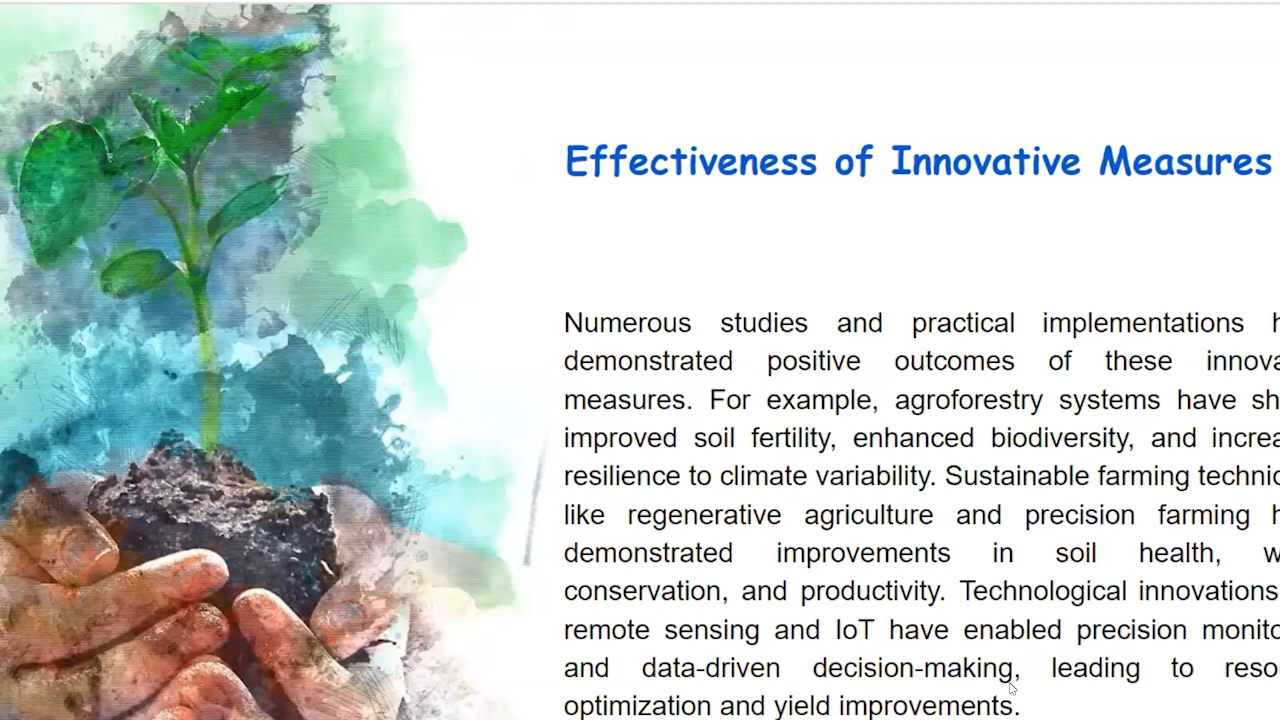 Effectiveness of Innovative Measures
Numerous studies and practical implementations
demonstrated positive outcomes of these
measures. For example, agroforestry systems have
improved soil fertility, enhanced biodiversity, and
resilience to climate variability. Sustainable farming
like regenerative agriculture and precision farming
demonstrated improvements in soil health,
conservation, and productivity. Technological innovations
remote sensing and IoT have enabled precision
and data-driven decision-making, leading to
optimization and yield improvements.